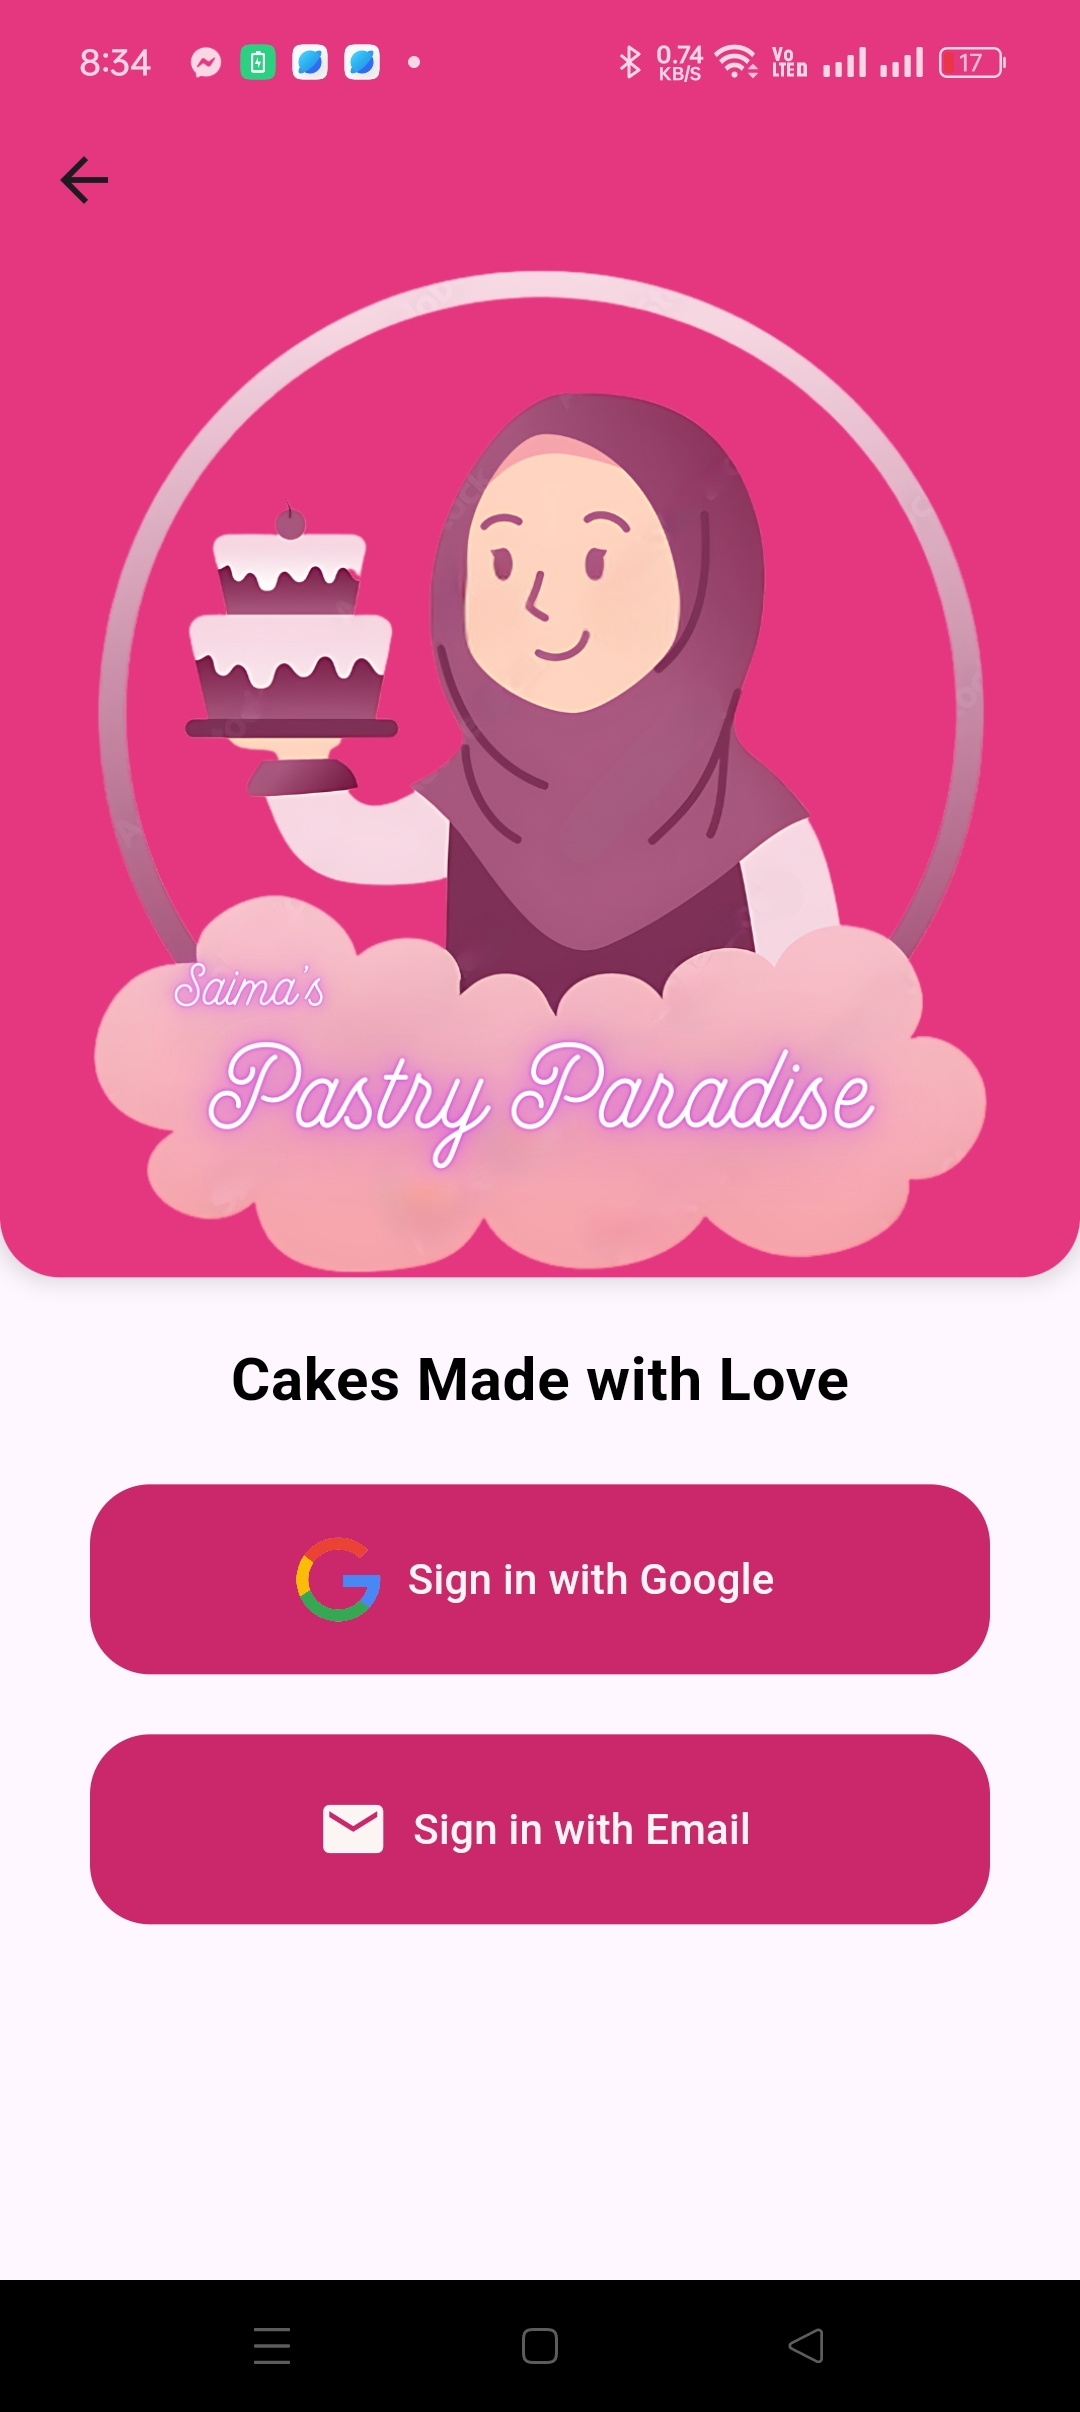 8:34
0.74
KB/S
Vo
LTE
17
Saima's
Pastry Paradise
Cakes Made with Love
Sign in with Google
Sign in with Email